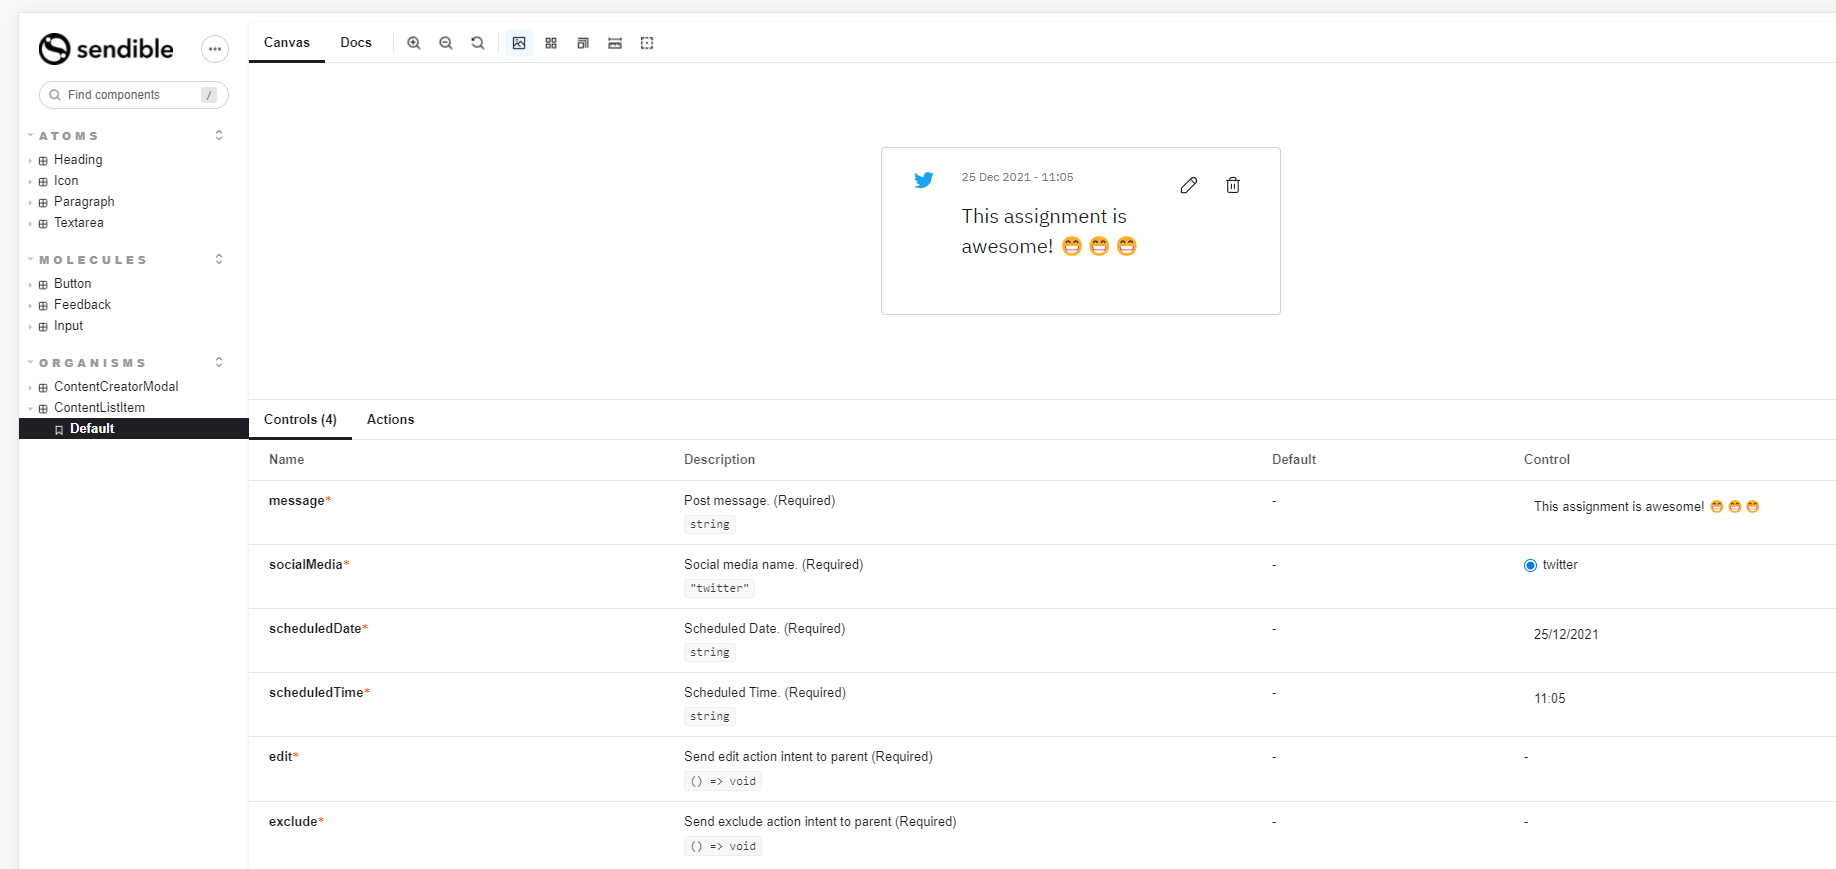 sendible
Find components /
ATOMS
Heading
Icon
Paragraph
Textarea
MOLECULES
Button
Feedback
Input
ORGANISMS
ContentCreatorModal
ContentListItem
Default
Canvas Docs
25 Dec 2021 - 11:05
This assignment is
awesome! 😁 😁 😁
Controls (4) Actions
Name Description Default Control
message* Post message. (Required) - This assignment is awesome! 😁 😁 😁
string
socialMedia* Social media name. (Required) - twitter
"twitter"
scheduledDate* Scheduled Date. (Required) - 25/12/2021
string
scheduledTime* Scheduled Time. (Required) - 11:05
string
edit* Send edit action intent to parent (Required) - -
() => void
exclude* Send exclude action intent to parent (Required) - -
() => void